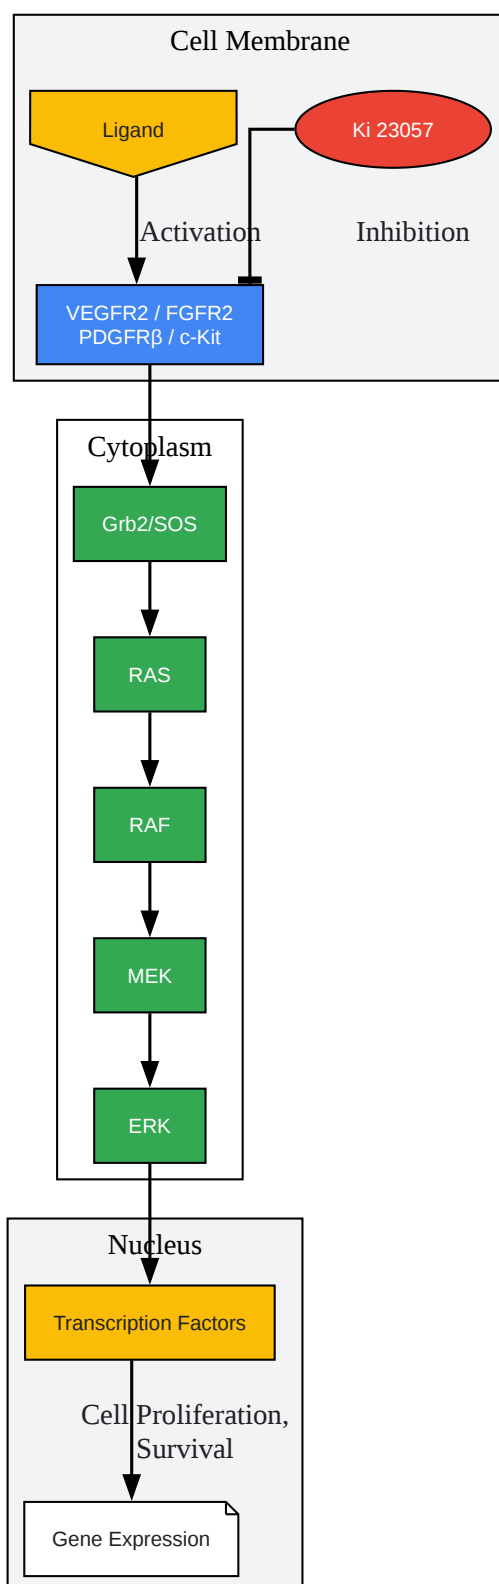 Cell Membrane
Ligand
Ki 23057
Activation
Inhibition
VEGFR2 / FGFR2
PDGFRβ / c-Kit
Cytoplasm
Grb2/SOS
RAS
RAF
MEK
ERK
Nucleus
Transcription Factors
Cell Proliferation,
Survival
Gene Expression